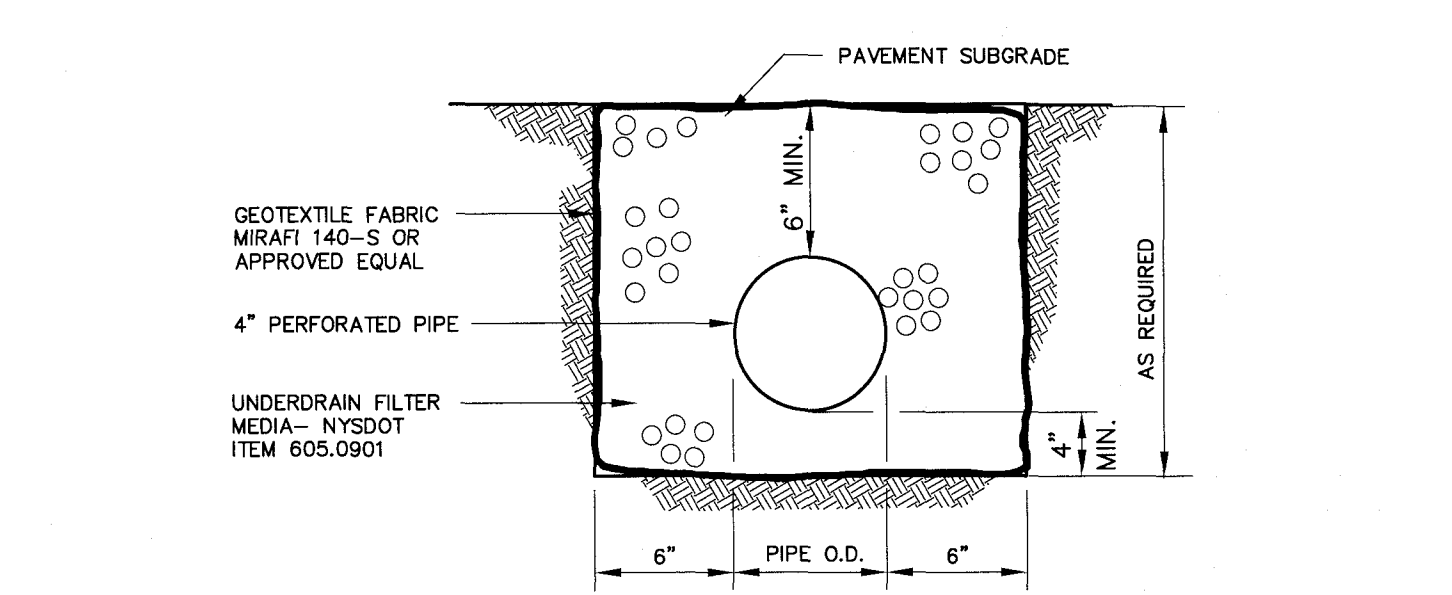 PAVEMENT SUBGRADE
6" MIN.
GEOTEXTILE FABRIC
MIRAFI 140-S OR
APPROVED EQUAL
4" PERFORATED PIPE
AS REQUIRED
UNDERDRAIN FILTER
MEDIA- NYSDOT
ITEM 605.0901
4"
MIN.
6"
PIPE O.D.
6"